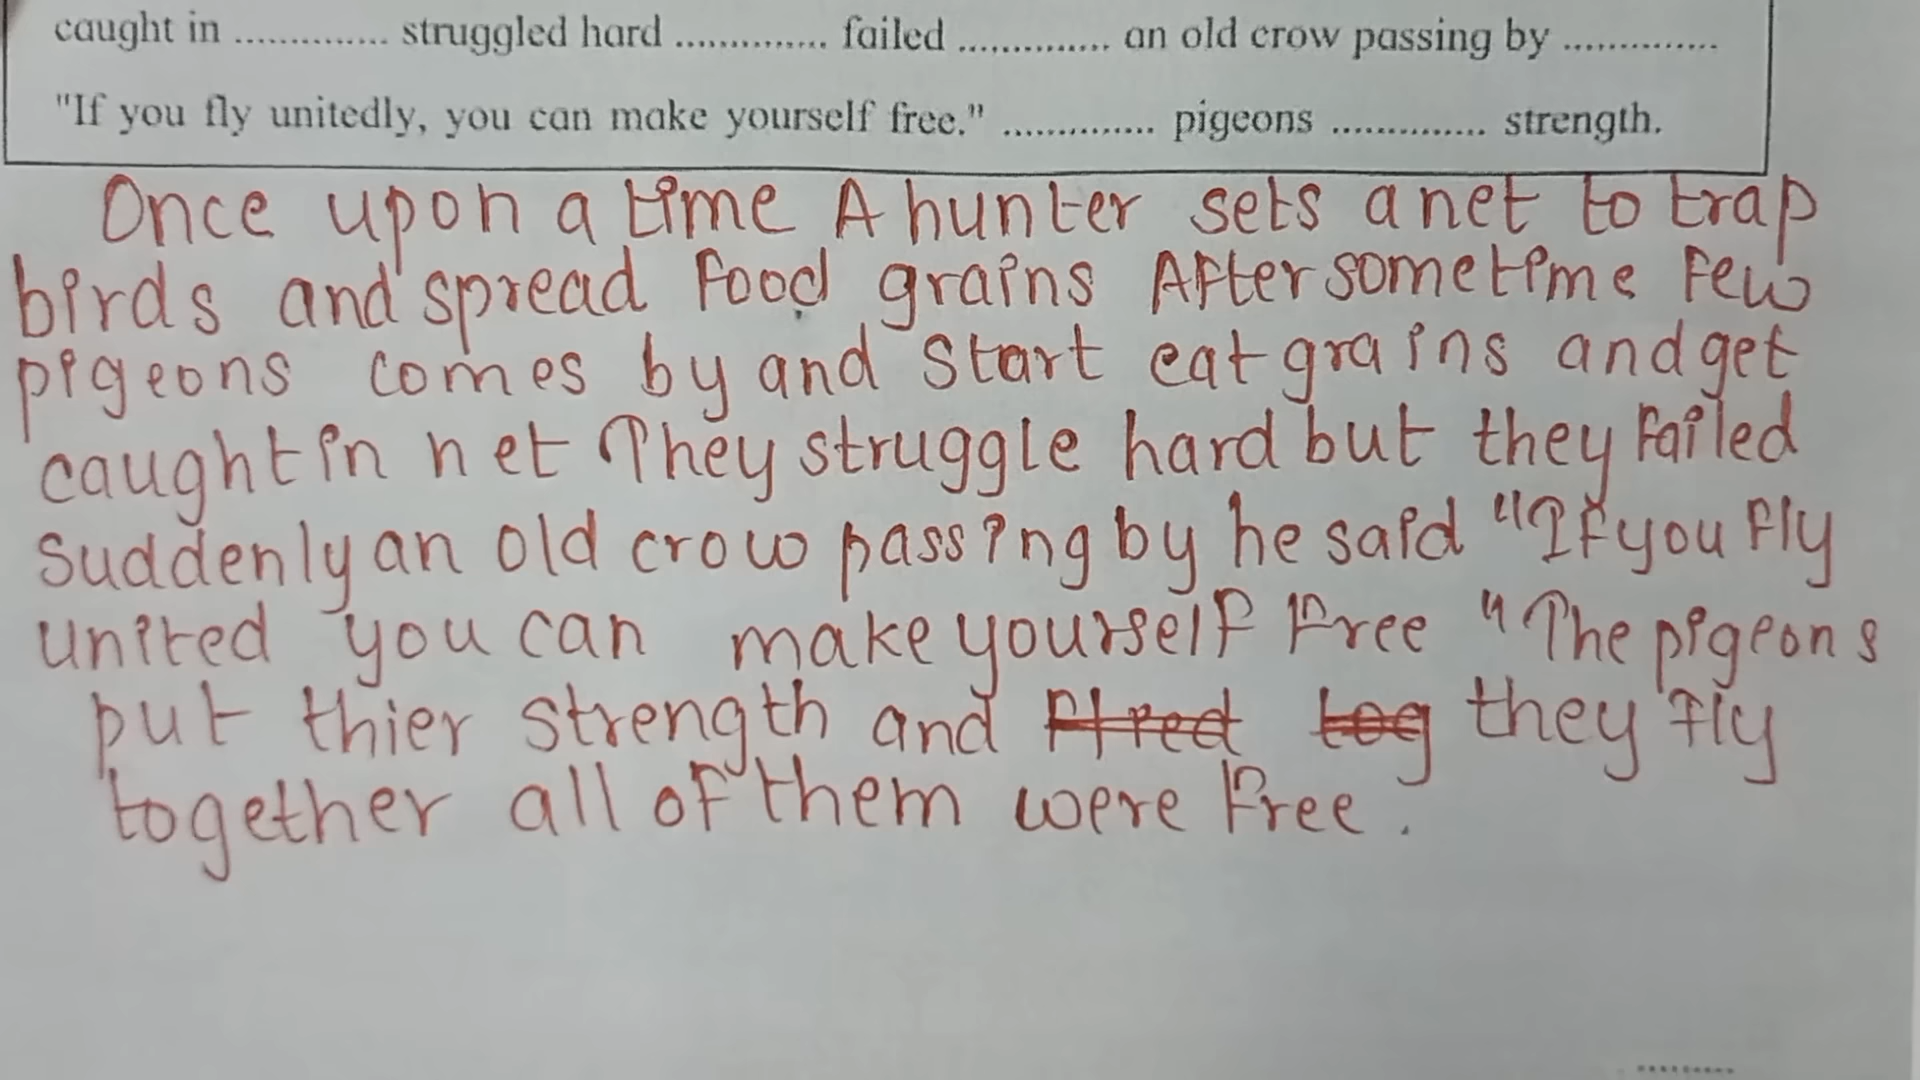 caught in .............. struggled hard .............. failed .............. an old crow passing by ..............
"If you fly unitedly, you can make yourself free." .............. pigeons .............. strength.
Once upon a time A hunter sets a net to trap
birds and spread food grains After sometime few
pigeons comes by and start eat grains and get
caught in net They struggle hard but they failed
suddenly an old crow passing by he said "If you fly
united you can make yourself free " The pigeons
put thier strength and they fly
together all of them were free.